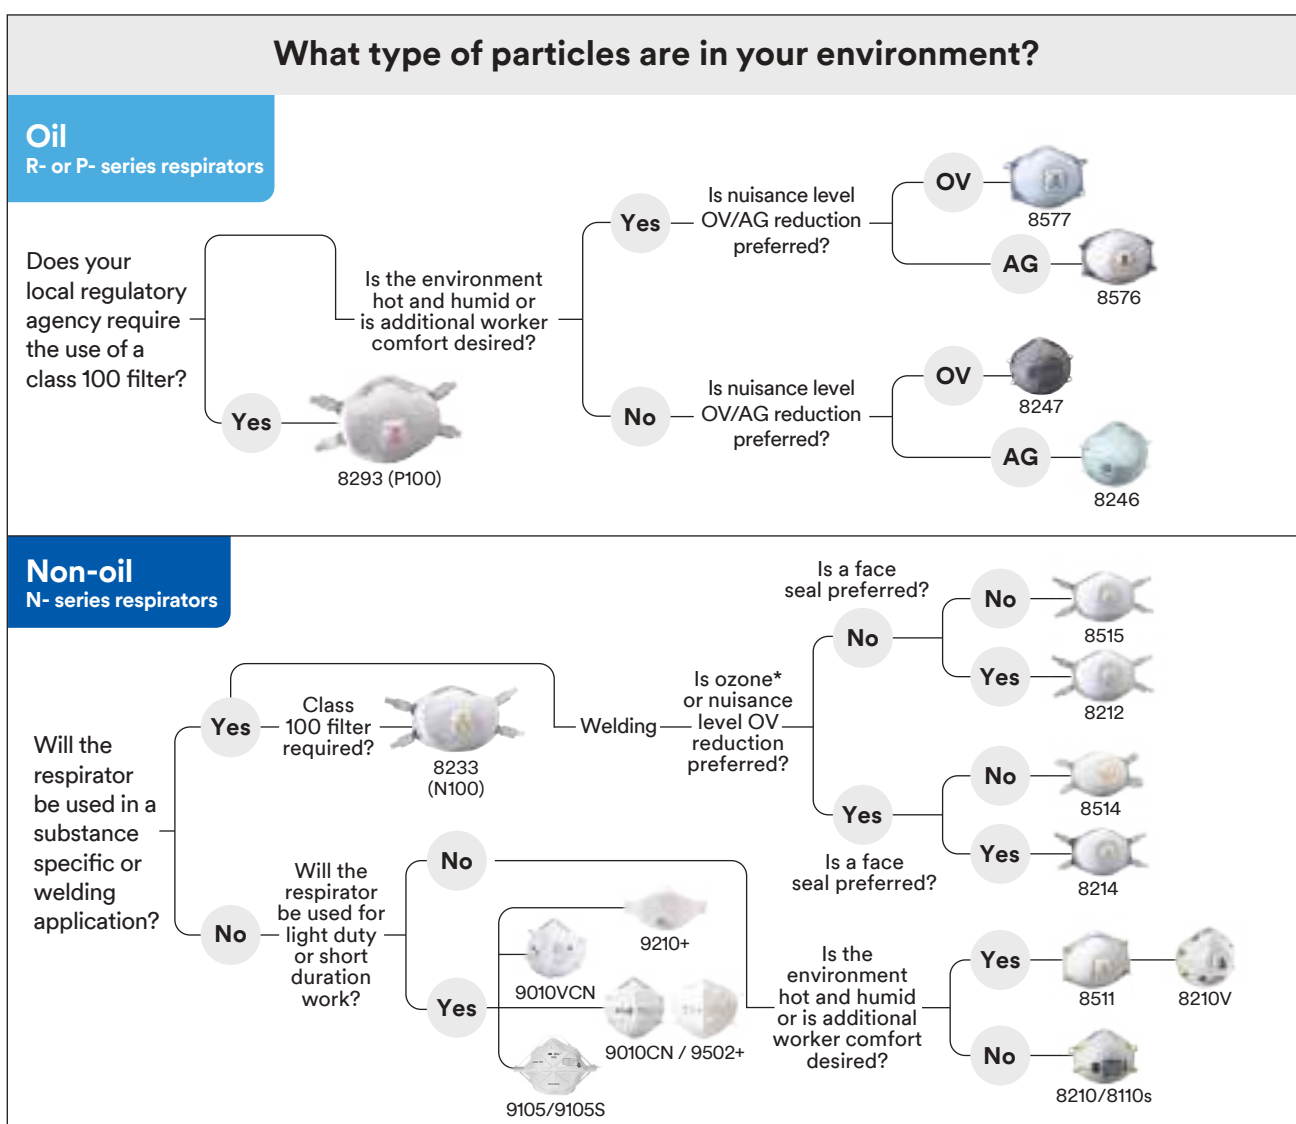 What type of particles are in your environment?
Oil
R- or P- series respirators
Does your
local regulatory
agency require
the use of a
class 100 filter?
Yes
8293 (P100)
Is the environment
hot and humid or
is additional worker
comfort desired?
Yes
Is nuisance level
OV/AG reduction
preferred?
OV
8577
AG
8576
No
Is nuisance level
OV/AG reduction
preferred?
OV
8247
AG
8246
Non-oil
N- series respirators
Will the
respirator
be used in a
substance
specific or
welding
application?
Yes
Class
100 filter
required?
8233
(N100)
Welding
Is ozone*
or nuisance
level OV
reduction
preferred?
Is a face
seal preferred?
No
No
8515
Yes
8212
Yes
Is a face
seal preferred?
No
8514
Yes
8214
No
Will the
respirator
be used for
light duty
or short
duration
work?
No
Yes
9210+
9010VCN
9010CN / 9502+
9105/9105S
Is the
environment
hot and humid
or is additional
worker comfort
desired?
Yes
8511
8210V
No
8210/8110s